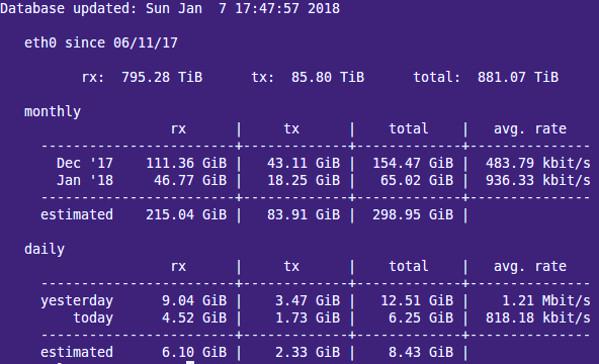 Database updated: Sun Jan  7 17:47:57 2018
   eth0 since 06/11/17
          rx:  795.28 TiB      tx:  85.80 TiB      total:  881.07 TiB
   monthly
                     rx      |     tx      |    total    |   avg. rate
     ------------------------+-------------+-------------+---------------
       Dec '17    111.36 GiB |   43.11 GiB |  154.47 GiB |  483.79 kbit/s
       Jan '18     46.77 GiB |   18.25 GiB |   65.02 GiB |  936.33 kbit/s
     ------------------------+-------------+-------------+---------------
     estimated    215.04 GiB |   83.91 GiB |  298.95 GiB |
   daily
                     rx      |     tx      |    total    |   avg. rate
     ------------------------+-------------+-------------+---------------
     yesterday      9.04 GiB |    3.47 GiB |   12.51 GiB |    1.21 Mbit/s
         today      4.52 GiB |    1.73 GiB |    6.25 GiB |  818.18 kbit/s
     ------------------------+-------------+-------------+---------------
     estimated      6.10 GiB |    2.33 GiB |    8.43 GiB |